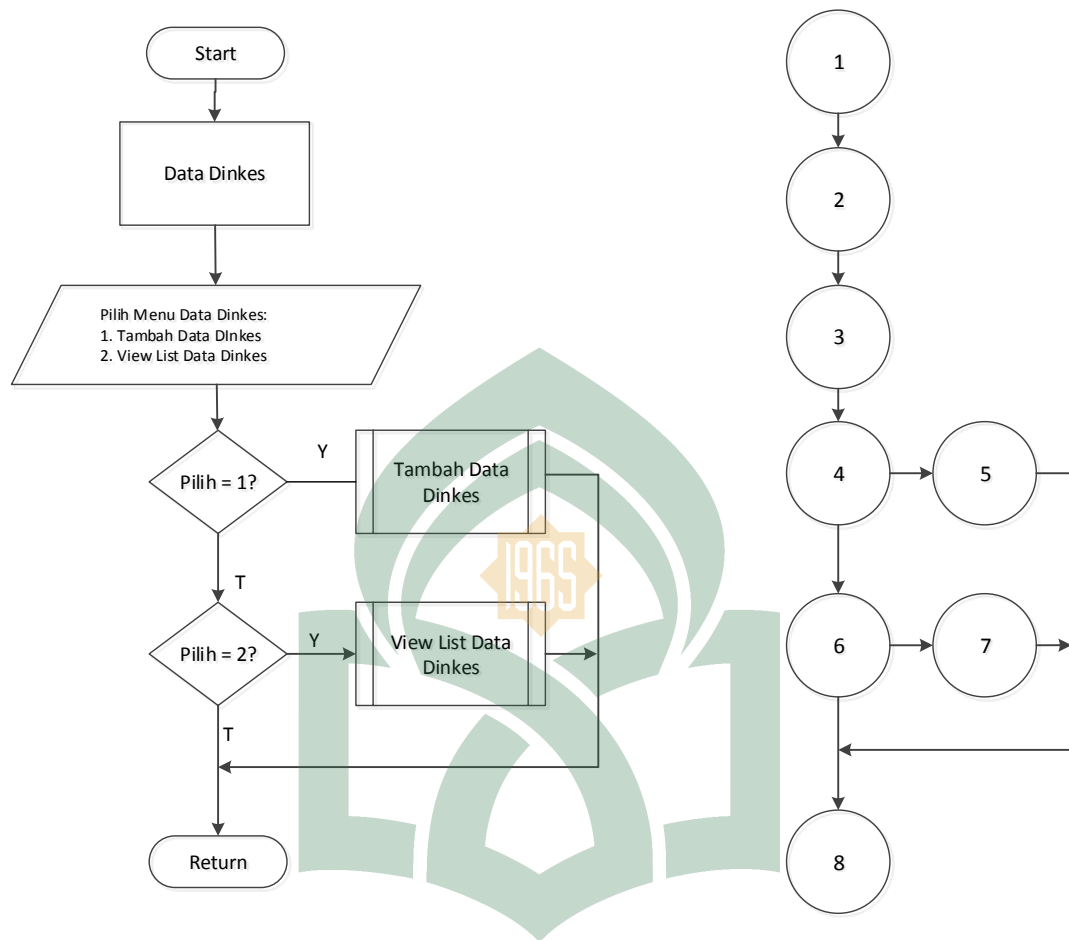 Start
Data Dinkes
Pilih Menu Data Dinkes:
1. Tambah Data DInkes
2. View List Data Dinkes
Pilih = 1?
Y
Tambah Data
Dinkes
T
Pilih = 2?
Y
View List Data
Dinkes
T
Return
1965
1
2
3
4
5
6
7
8